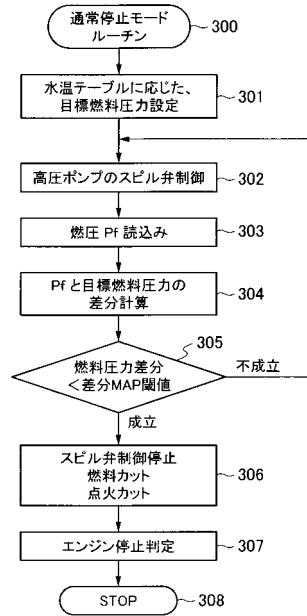 通常停止モード
ルーチン
300
水温テーブルに応じた、
目標燃料圧力設定
301
高圧ポンプのスピル弁制御
302
燃圧 Pf 読込み
303
Pfと目標燃料圧力の
差分計算
304
305
燃料圧力差分
<差分MAP閾値
不成立
成立
スピル弁制御停止
燃料カット
点火カット
306
エンジン停止判定
307
STOP
308